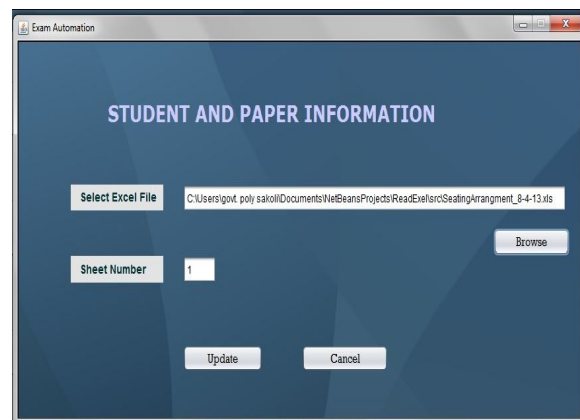 Exam Automation
STUDENT AND PAPER INFORMATION
Select Excel File
C:\Users\govt. poly sakoli\Documents\NetBeansProjects\ReadExel\src\SeatingArrangment_8-4-13.xls
Browse
Sheet Number
1
Update
Cancel